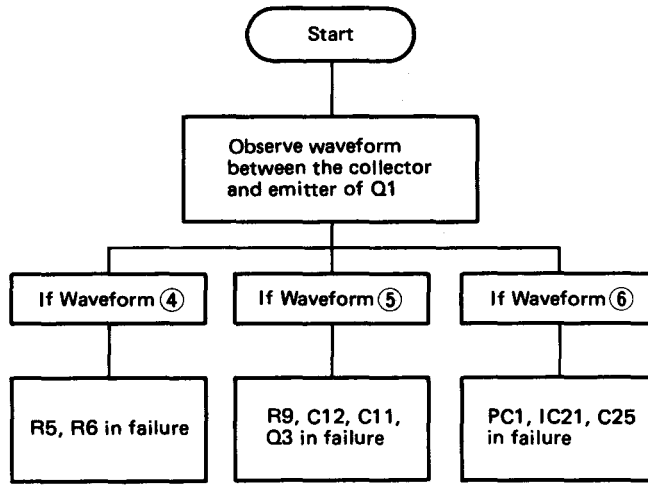 Start
Observe waveform
between the collector
and emitter of Q1
If Waveform ④
If Waveform ⑤
If Waveform ⑥
R5, R6 in failure
R9, C12, C11,
Q3 in failure
PC1, IC21, C25
in failure